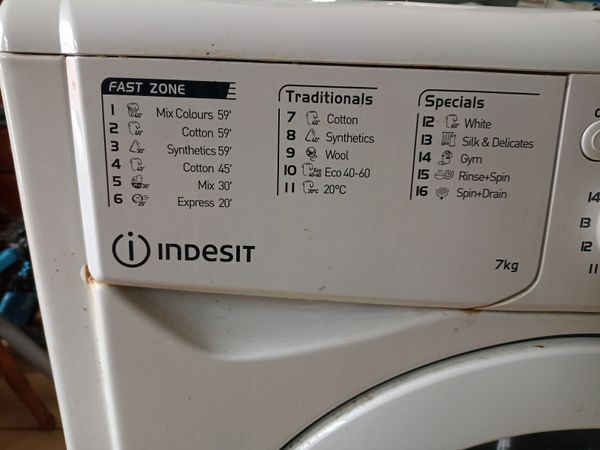 FAST ZONE
1 Mix Colours 59'
2 Cotton 59'
3 Synthetics 59'
4 Cotton 45'
5 Mix 30'
6 Express 20'
Traditionals
7 Cotton
8 Synthetics
9 Wool
10 Eco 40-60
11 20°C
Specials
12 White
13 Silk & Delicates
14 Gym
15 Rinse+Spin
16 Spin+Drain
INDESIT
7kg
14
13
12
11